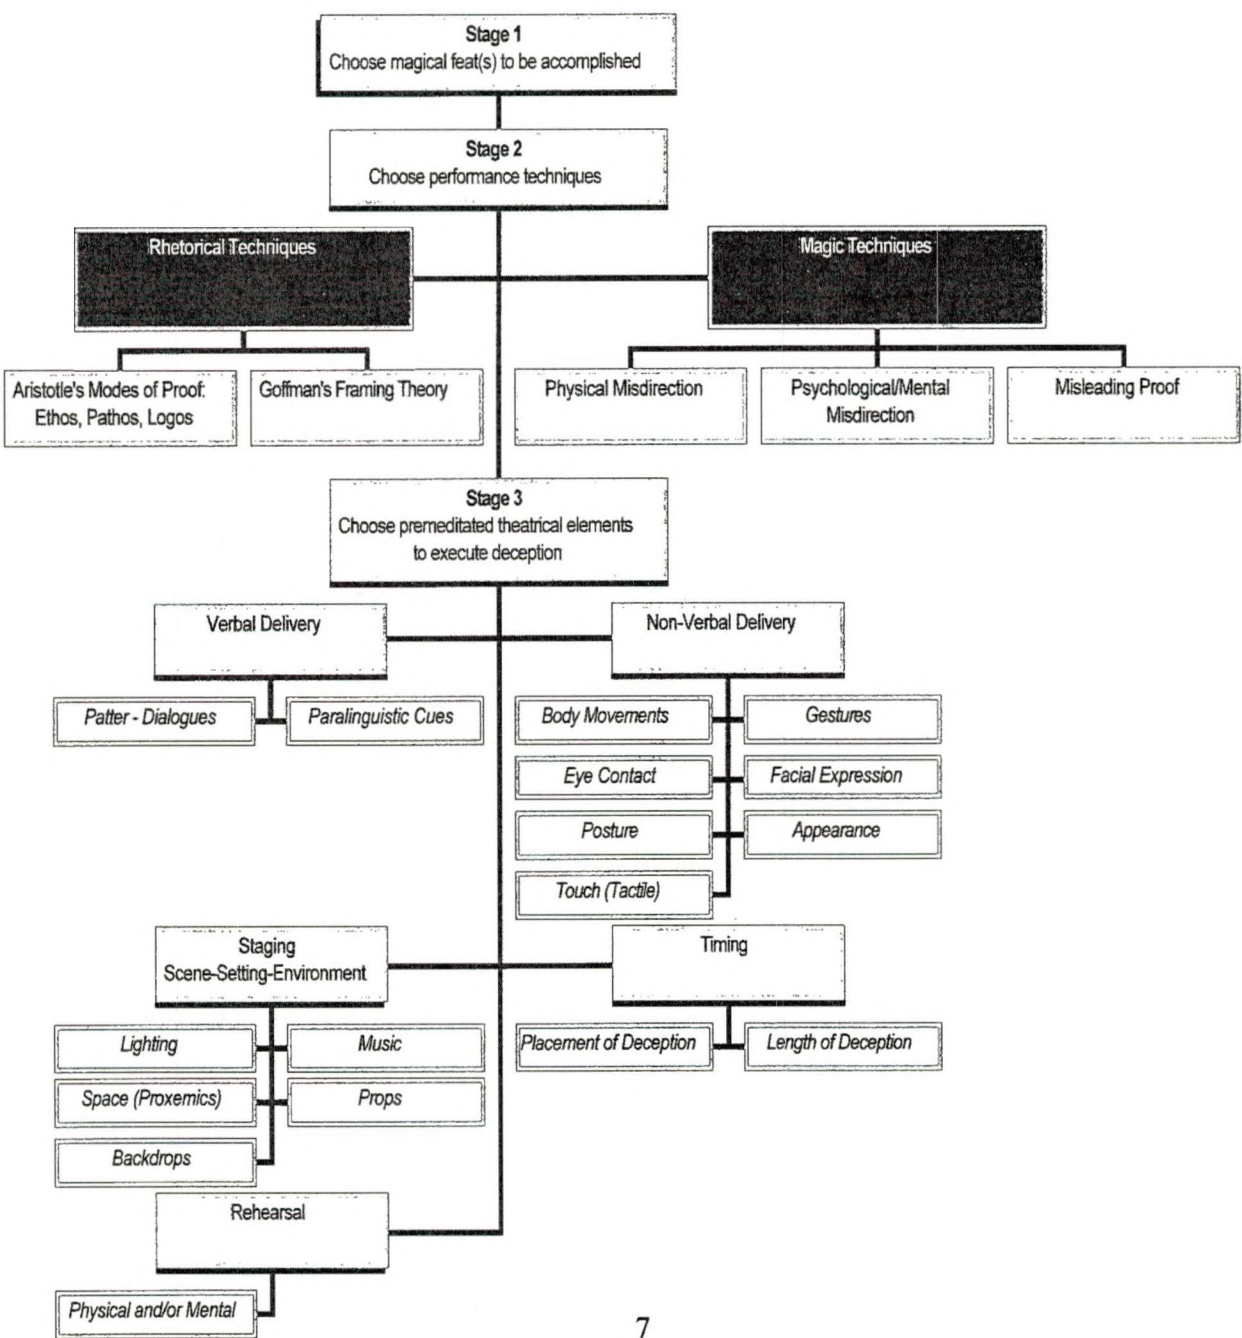 Stage 1
Choose magical feat(s) to be accomplished
Stage 2
Choose performance techniques
Rhetorical Techniques
Magic Techniques
Aristotle's Modes of Proof:
Ethos, Pathos, Logos
Goffman's Framing Theory
Physical Misdirection
Psychological/Mental
Misdirection
Misleading Proof
Stage 3
Choose premeditated theatrical elements
to execute deception
Verbal Delivery
Non-Verbal Delivery
Patter - Dialogues
Paralinguistic Cues
Body Movements
Gestures
Eye Contact
Facial Expression
Posture
Appearance
Touch (Tactile)
Staging
Scene-Setting-Environment
Timing
Lighting
Music
Placement of Deception
Length of Deception
Space (Proxemics)
Props
Backdrops
Rehearsal
Physical and/or Mental
7